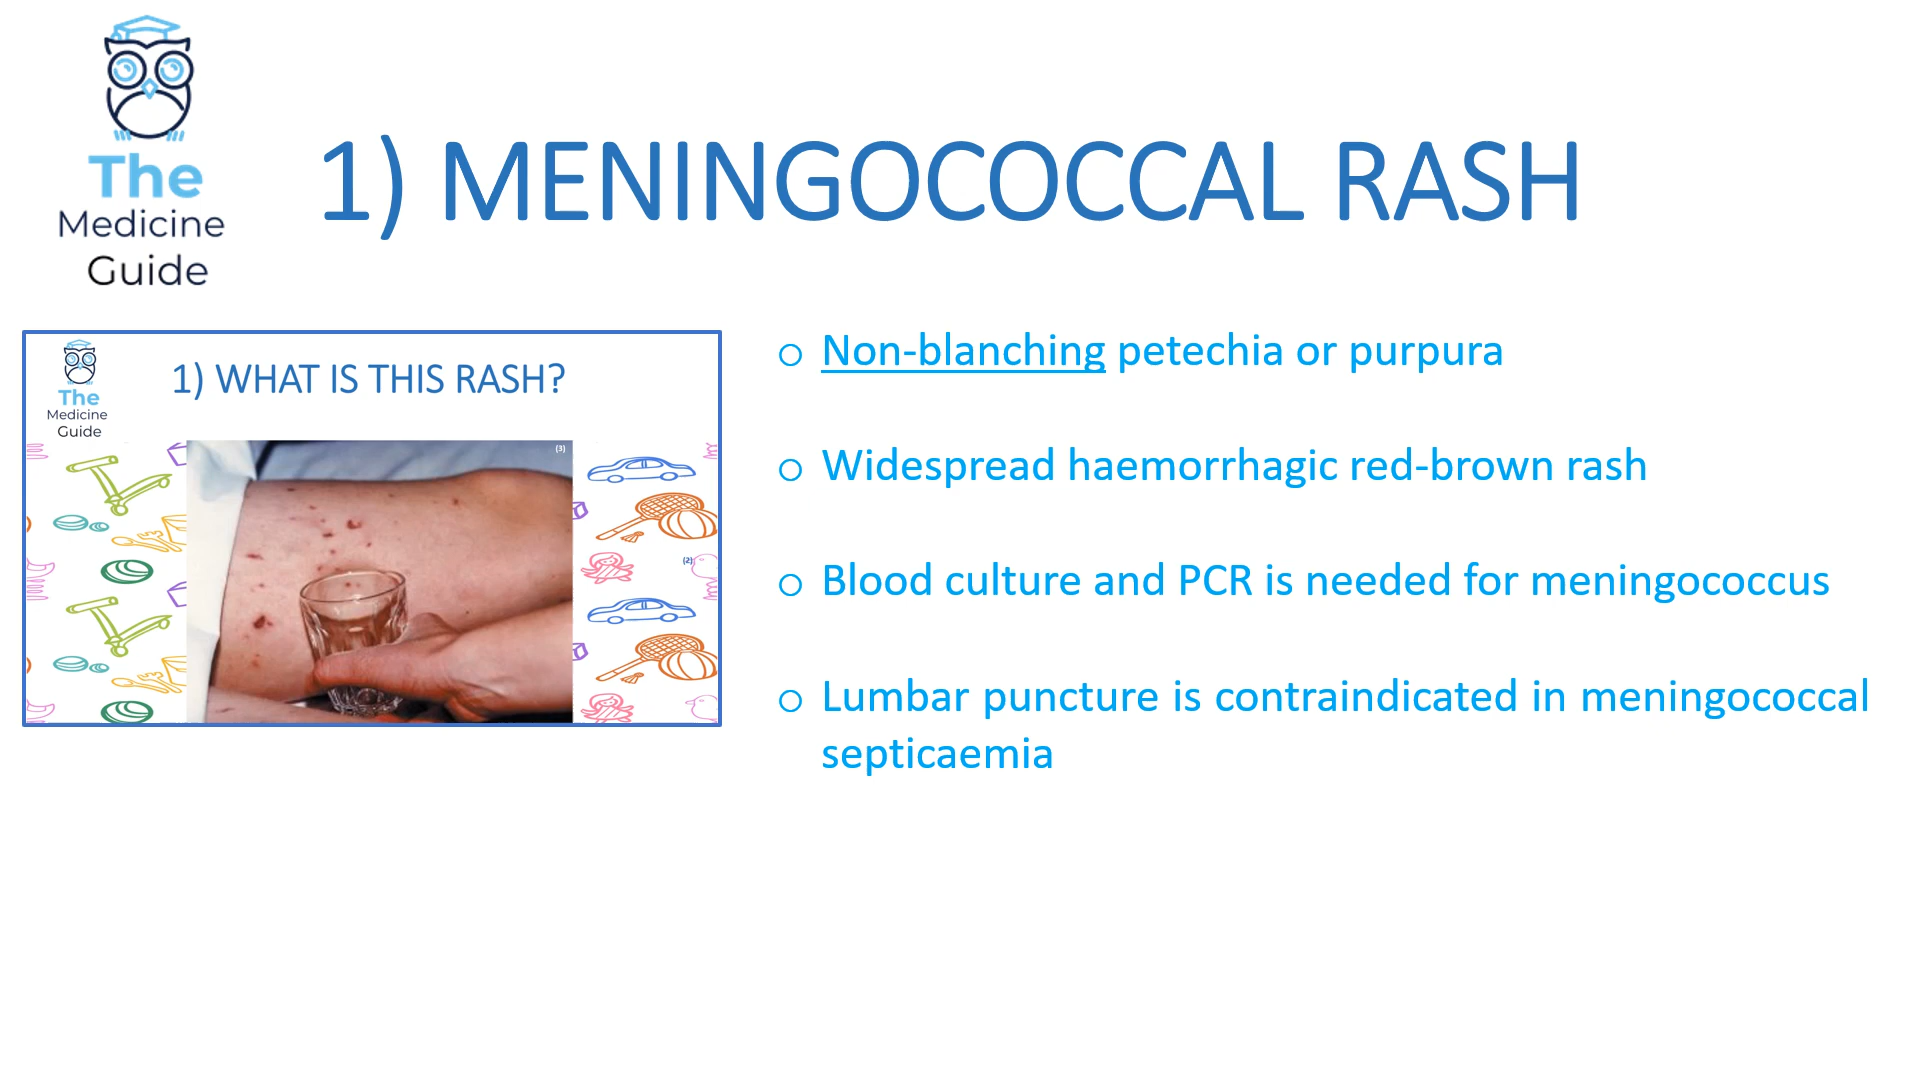 The
Medicine
Guide
1) MENINGOCOCCAL RASH
The
Medicine
Guide
1) WHAT IS THIS RASH?
(3)
(2)
o Non-blanching petechia or purpura
o Widespread haemorrhagic red-brown rash
o Blood culture and PCR is needed for meningococcus
o Lumbar puncture is contraindicated in meningococcal
septicaemia